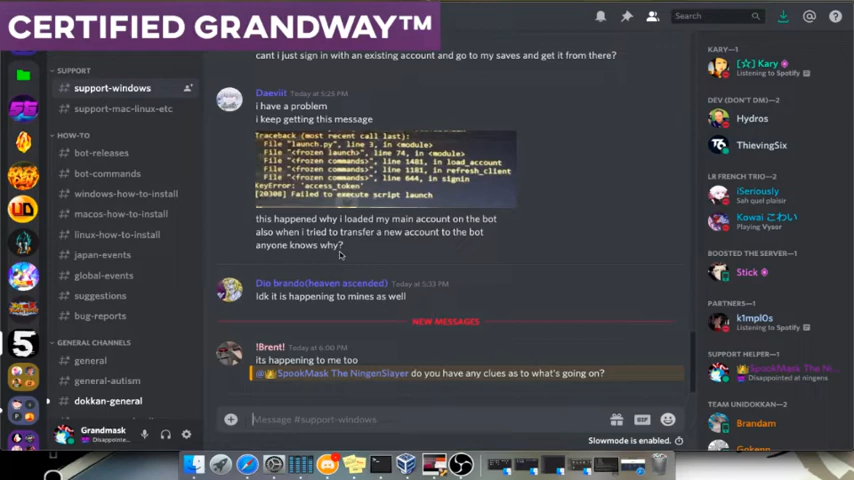 CERTIFIED GRANDWAY™
Search
cant i just sign in with an existing account and go to my saves and get it from there?
SUPPORT
support-windows
support-mac-linux-etc
HOW-TO
bot-releases
bot-commands
windows-how-to-install
macos-how-to-install
linux-how-to-install
japan-events
global-events
suggestions
bug-reports
GENERAL CHANNELS
general
general-autism
dokkan-general
Grandmask
Disappointe...
Daeviit Today at 5:25 PM
i have a problem
i keep getting this message
Traceback (most recent call last):
File "launch.py", line 3, in <module>
File "<frozen launch>", line 74, in <module>
File "<frozen commands>", line 1481, in load_account
File "<frozen commands>", line 1181, in refresh_client
File "<frozen commands>", line 644, in signin
KeyError: 'access_token'
[20308] Failed to execute script launch
this happened why i loaded my main account on the bot
also when i tried to transfer a new account to the bot
anyone knows why?
Dio brando(heaven ascended) Today at 5:33 PM
Idk it is happening to mines as well
NEW MESSAGES
!Brent! Today at 6:00 PM
its happening to me too
@👑SpookMask The NingenSlayer do you have any clues as to what's going on?
Message #support-windows
GIF
Slowmode is enabled.
KARY—1
[☆] Kary
Listening to Spotify
DEV (DON'T DM)—2
Hydros
ThievingSix
LR FRENCH TRIO—2
iSeriously
Sah quel plaisir
Kowai こわい
Playing Vysor
BOOSTED THE SERVER—1
Stick
PARTNERS—1
k1mpl0s
Listening to Spotify
SUPPORT HELPER—1
SpookMask The Ni...
Disappointed at ningens
TEAM UNIDOKKAN—2
Brandam